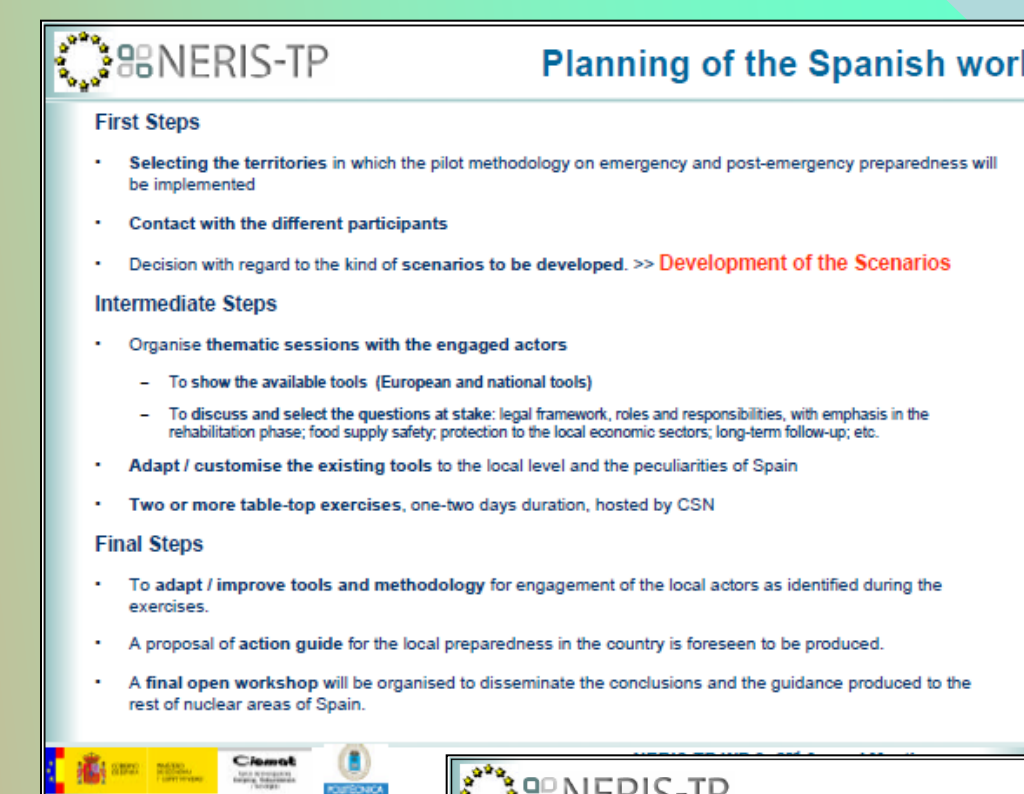 NERIS-TP
Planning of the Spanish wor
First Steps
• Selecting the territories in which the pilot methodology on emergency and post-emergency preparedness will
be implemented
• Contact with the different participants
• Decision with regard to the kind of scenarios to be developed. >> Development of the Scenarios
Intermediate Steps
• Organise thematic sessions with the engaged actors
– To show the available tools (European and national tools)
– To discuss and select the questions at stake: legal framework, roles and responsibilities, with emphasis in the
rehabilitation phase; food supply safety; protection to the local economic sectors; long-term follow-up; etc.
• Adapt / customise the existing tools to the local level and the peculiarities of Spain
• Two or more table-top exercises, one-two days duration, hosted by CSN
Final Steps
• To adapt / improve tools and methodology for engagement of the local actors as identified during the
exercises.
• A proposal of action guide for the local preparedness in the country is foreseen to be produced.
• A final open workshop will be organised to disseminate the conclusions and the guidance produced to the
rest of nuclear areas of Spain.
Ciemat
POLITÉCNICA
NERIS-TP